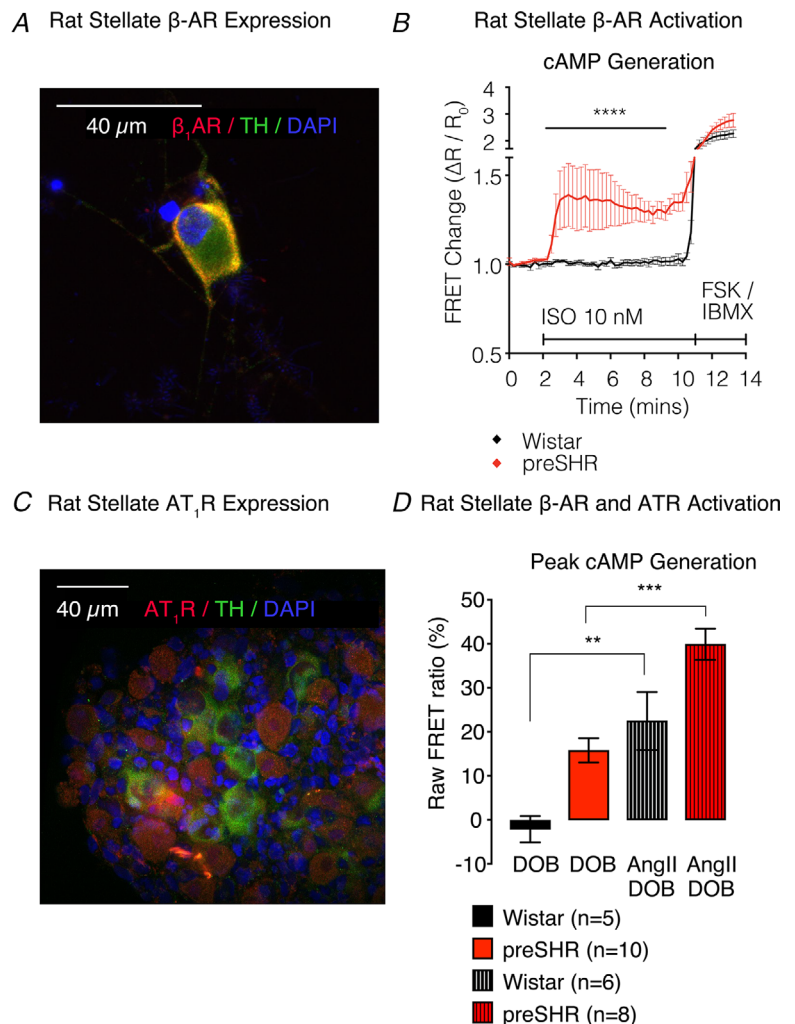 A Rat Stellate β-AR Expression
40 µm β1AR / TH / DAPI
B Rat Stellate β-AR Activation
cAMP Generation
FRET Change (ΔR / R0)
4
3
2
1.5
1.0
0.5
****
ISO 10 nM
FSK /
IBMX
0 2 4 6 8 10 12 14
Time (mins)
Wistar
preSHR
C Rat Stellate AT1R Expression
40 µm AT1R / TH / DAPI
D Rat Stellate β-AR and ATR Activation
Peak cAMP Generation
Raw FRET ratio (%)
50
40
30
20
10
0
-10
***
**
DOB DOB AngII AngII
DOB DOB
Wistar (n=5)
preSHR (n=10)
Wistar (n=6)
preSHR (n=8)